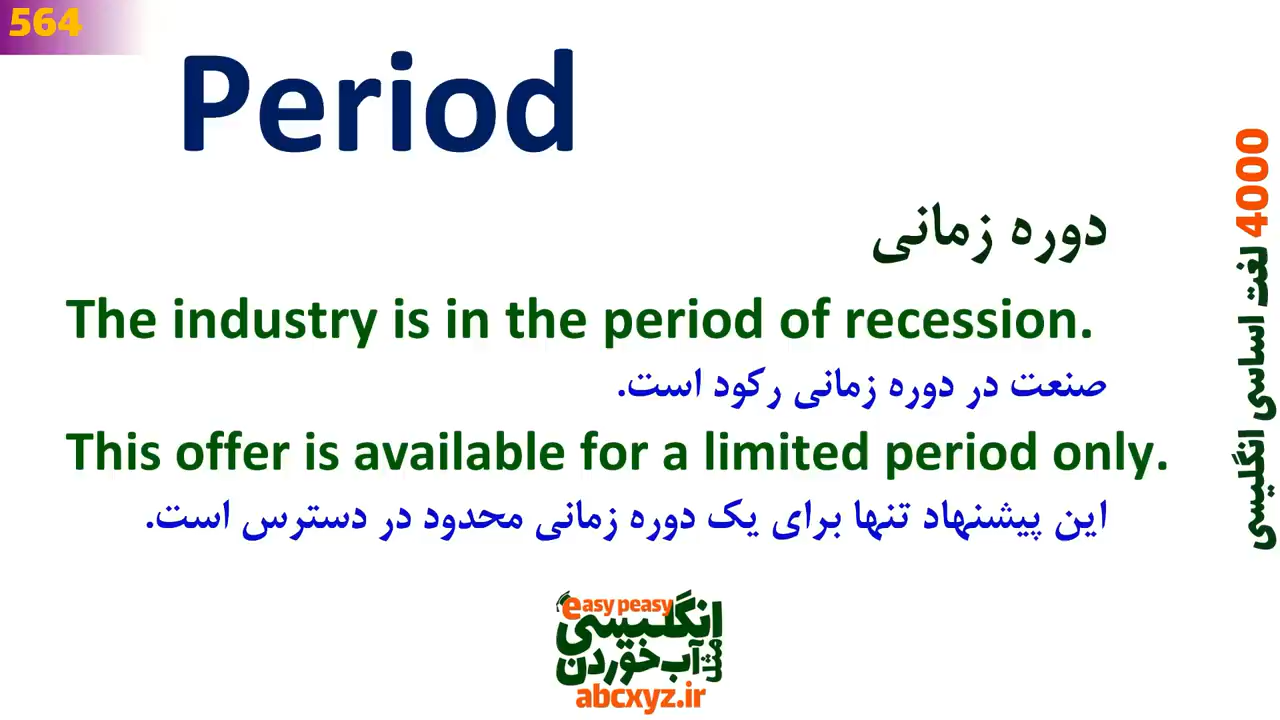 564
Period
دوره زمانی
The industry is in the period of recession.
صنعت در دوره زمانی رکود است.
This offer is available for a limited period only.
این پیشنهاد تنها برای یک دوره زمانی محدود در دسترس است.
4000 لغت اساسی انگلیسی
easy peasy
انگلیسی
مثل آب خوردن
abcxyz.ir